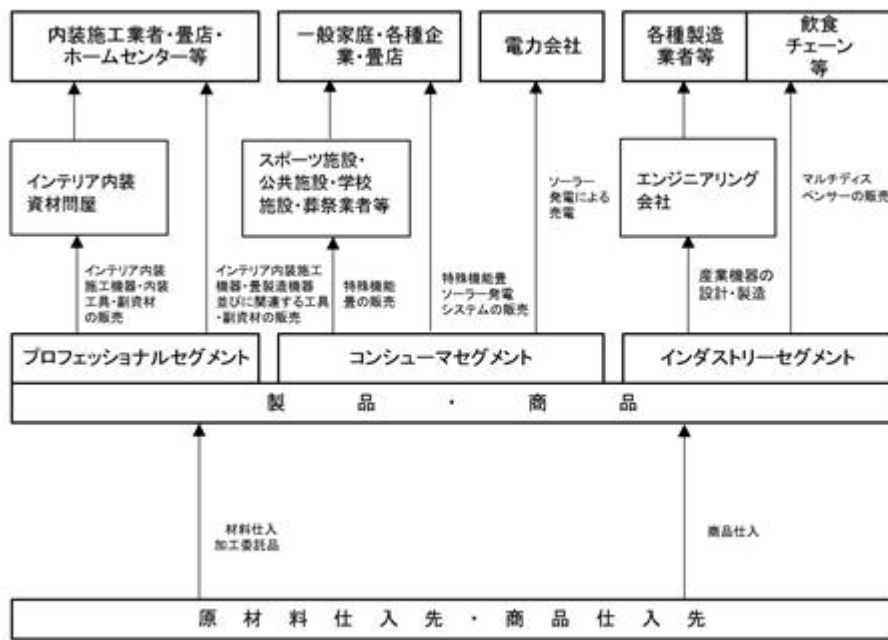 内装施工業者・畳店・
ホームセンター等
一般家庭・各種企
業・畳店
電力会社
各種製造
業者等
飲食
チェーン
等
インテリア内装
資材問屋
スポーツ施設・
公共施設・学校
施設・葬祭業者等
ソーラー
発電による
売電
エンジニアリング
会社
マルチディス
ペンサーの販売
インテリア内装
施工機器・内装
工具・副資材
の販売
インテリア内装施工
機器・畳製造機器
並びに関連する工具
・副資材の販売
特殊機能
畳の販売
特殊機能畳
ソーラー発電
システムの販売
産業機器の
設計・製造
プロフェッショナルセグメント
コンシューマセグメント
インダストリーセグメント
製品・商品
材料仕入
加工委託品
商品仕入
原材料仕入先・商品仕入先